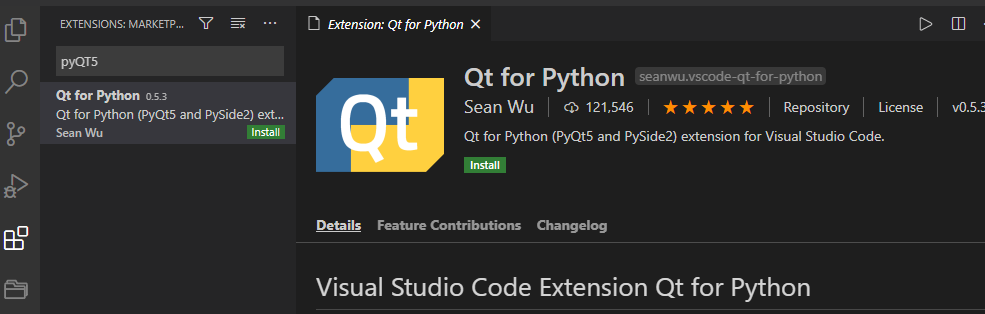 EXTENSIONS: MARKETP...
pyQT5
Qt for Python 0.5.3
Qt for Python (PyQt5 and PySide2) ext...
Sean Wu Install
Extension: Qt for Python
Qt
Qt for Python seanwu.vscode-qt-for-python
Sean Wu 121,546 Repository License v0.5.3
Qt for Python (PyQt5 and PySide2) extension for Visual Studio Code.
Install
Details Feature Contributions Changelog
Visual Studio Code Extension Qt for Python